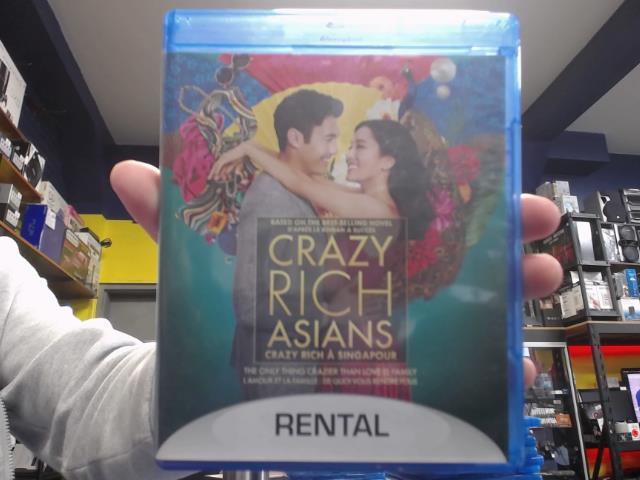 BASED ON THE BEST-SELLING NOVEL
D'APRÈS LE ROMAN À SUCCÈS
CRAZY
RICH
ASIANS
CRAZY RICH À SINGAPOUR
THE ONLY THING CRAZIER THAN LOVE IS FAMILY
L'AMOUR ET LA FAMILLE : DE QUOI VOUS RENDRE FOUS
RENTAL